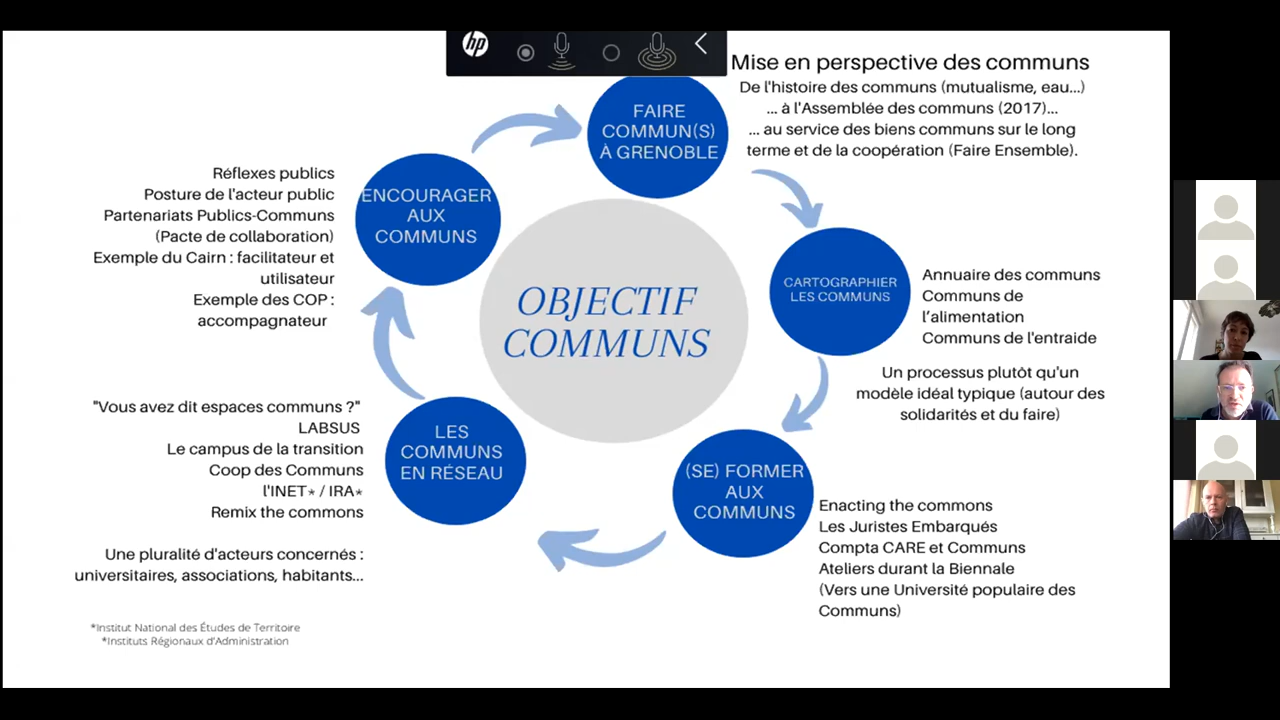 hp
Mise en perspective des communs
De l'histoire des communs (mutualisme, eau...)
... à l'Assemblée des communs (2017)...
... au service des biens communs sur le long
terme et de la coopération (Faire Ensemble).
FAIRE
COMMUN(S)
À GRENOBLE
CARTOGRAPHIER
LES COMMUNS
Annuaire des communs
Communs de
l'alimentation
Communs de l'entraide
Un processus plutôt qu'un
modèle idéal typique (autour des
solidarités et du faire)
(SE) FORMER
AUX
COMMUNS
Enacting the commons
Les Juristes Embarqués
Compta CARE et Communs
Ateliers durant la Biennale
(Vers une Université populaire des
Communs)
LES
COMMUNS
EN RÉSEAU
"Vous avez dit espaces communs ?"
LABSUS
Le campus de la transition
Coop des Communs
l'INET* / IRA*
Remix the commons
Une pluralité d'acteurs concernés :
universitaires, associations, habitants...
ENCOURAGER
AUX
COMMUNS
Réflexes publics
Posture de l'acteur public
Partenariats Publics-Communs
(Pacte de collaboration)
Exemple du Cairn : facilitateur et
utilisateur
Exemple des COP :
accompagnateur
OBJECTIF
COMMUNS
*Institut National des Études de Territoire
*Instituts Régionaux d'Administration